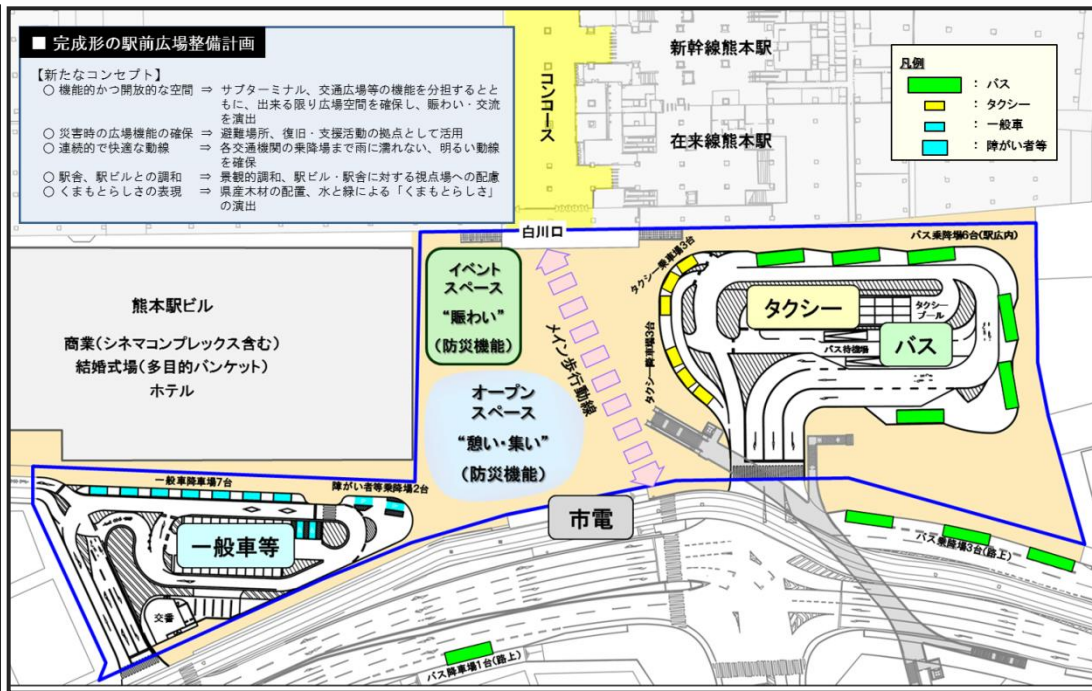 ■ 完成形の駅前広場整備計画
【新たなコンセプト】
○ 機能的かつ開放的な空間 ⇒ サブターミナル、交通広場等の機能を分担するとと
もに、出来る限り広場空間を確保し、賑わい・交流
を演出
○ 災害時の広場機能の確保 ⇒ 避難場所、復旧・支援活動の拠点として活用
○ 連続的で快適な動線 ⇒ 各交通機関の乗降場まで雨に濡れない、明るい動線
を確保
○ 駅舎、駅ビルとの調和 ⇒ 景観的調和、駅ビル・駅舎に対する視点場への配慮
○ くまもとらしさの表現 ⇒ 県産木材の配置、水と緑による「くまもとらしさ」
の演出
コンコース
新幹線熊本駅
在来線熊本駅
凡例
：バス
：タクシー
：一般車
：障がい者等
白川口
バス乗降場6台(駅広内)
タクシー乗車場3台
タクシー降車場3台
タクシー
タクシー
プール
バス
バス待機場
イベント
スペース
“賑わい”
(防災機能)
メイン歩行動線
オープン
スペース
“憩い・集い”
(防災機能)
熊本駅ビル
商業(シネマコンプレックス含む)
結婚式場(多目的バンケット)
ホテル
一般車降車場7台
障がい者等乗降場2台
一般車等
交番
市電
バス乗降場3台(路上)
バス降車場1台(路上)